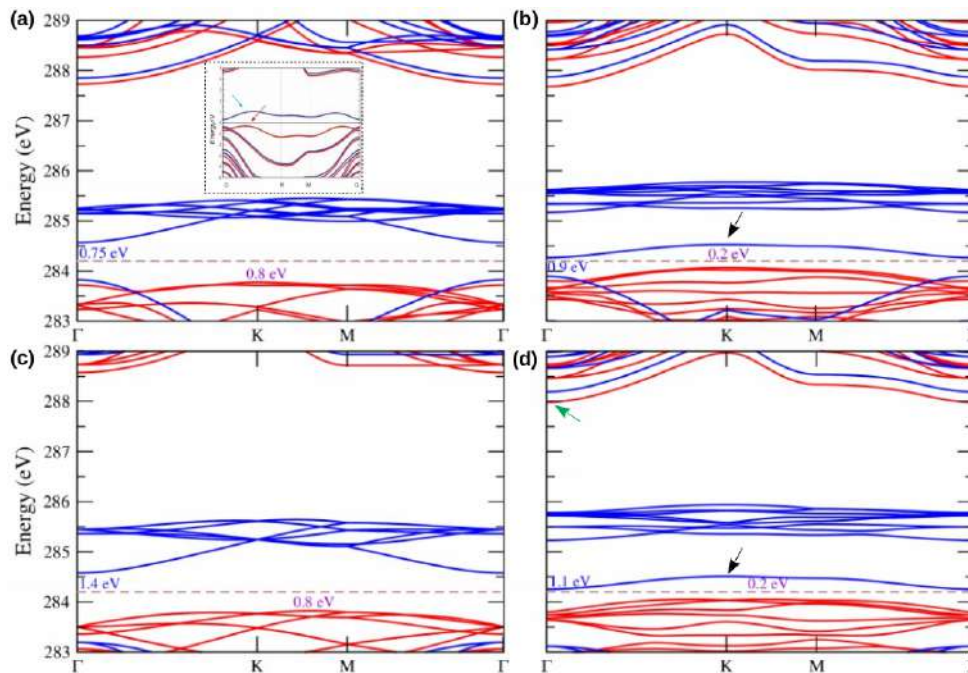 (a)
289
288
287
286
285
284
283
Energy (eV)
0.75 eV
0.8 eV
Γ
K
M
Γ
(b)
0.2 eV
0.9 eV
Γ
K
M
(c)
289
288
287
286
285
284
283
Energy (eV)
1.4 eV
0.8 eV
Γ
K
M
Γ
(d)
1.1 eV
0.2 eV
Γ
K
M